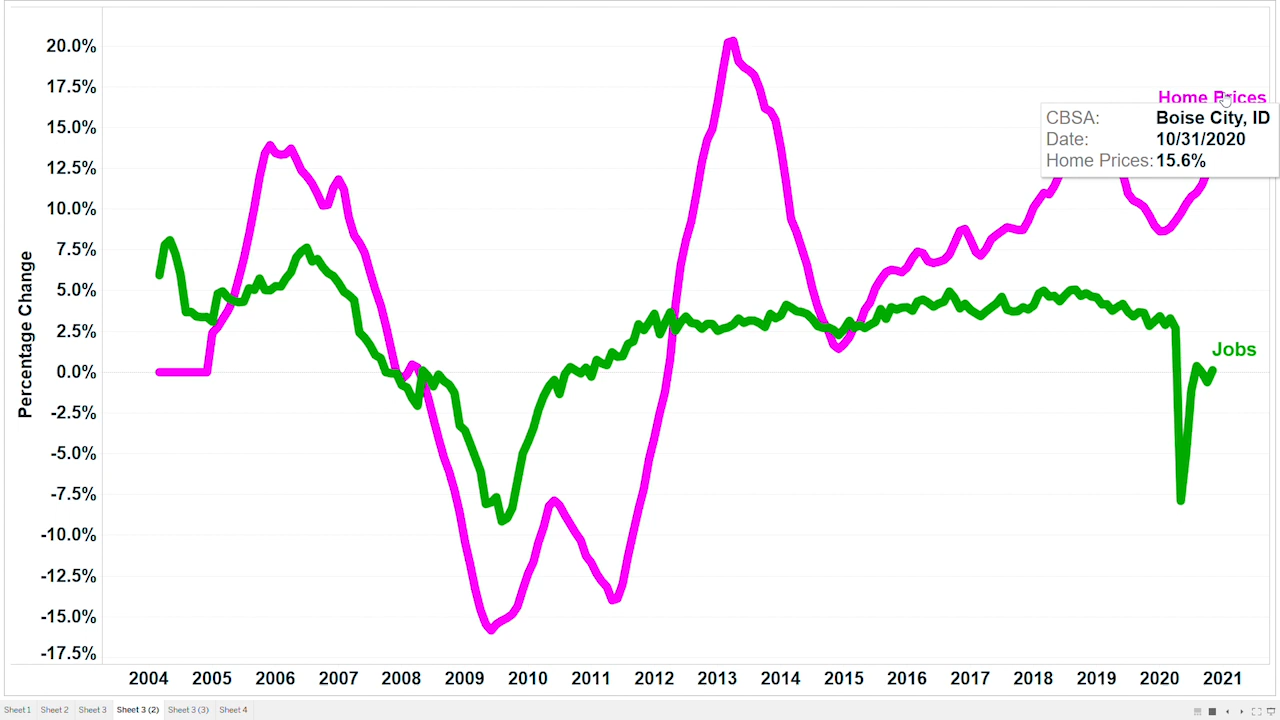 20.0%
17.5%
15.0%
12.5%
10.0%
7.5%
5.0%
2.5%
0.0%
-2.5%
-5.0%
-7.5%
-10.0%
-12.5%
-15.0%
-17.5%
Percentage Change
Home Prices
CBSA: Boise City, ID
Date: 10/31/2020
Home Prices: 15.6%
Jobs
2004 2005 2006 2007 2008 2009 2010 2011 2012 2013 2014 2015 2016 2017 2018 2019 2020 2021
Sheet 1 Sheet 2 Sheet 3 Sheet 3 (2) Sheet 3 (3) Sheet 4